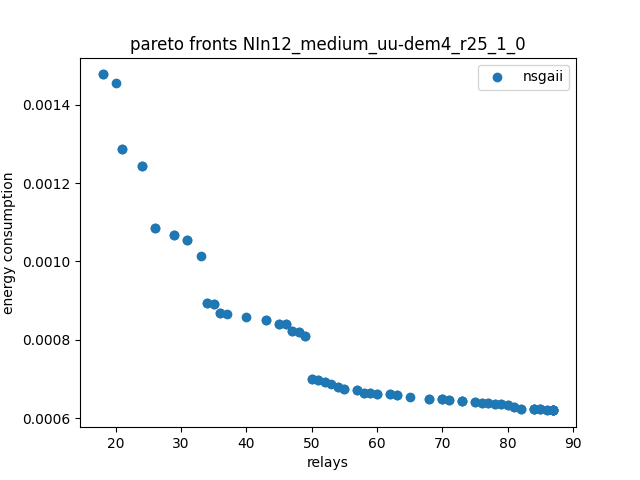 pareto fronts NIn12_medium_uu-dem4_r25_1_0
nsgaii
0.0014
0.0012
0.0010
0.0008
0.0006
energy consumption
20 30 40 50 60 70 80 90
relays